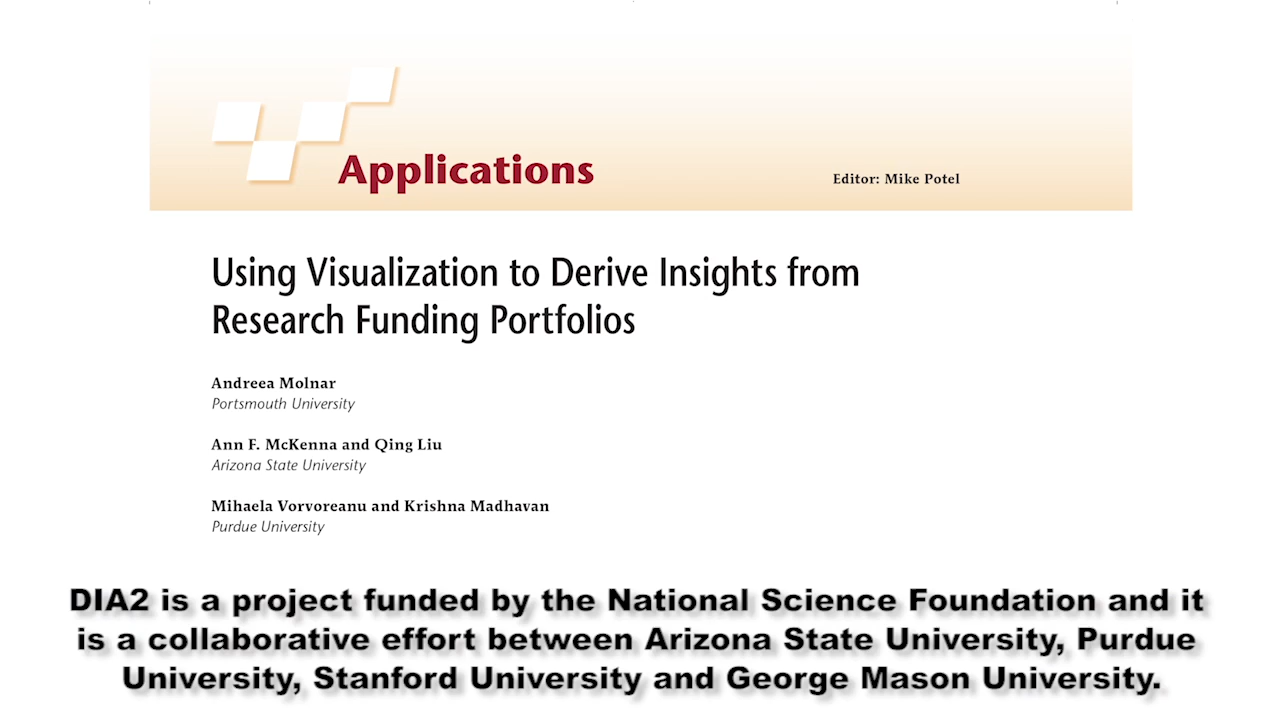 Applications
Editor: Mike Potel
Using Visualization to Derive Insights from
Research Funding Portfolios
Andreea Molnar
Portsmouth University
Ann F. McKenna and Qing Liu
Arizona State University
Mihaela Vorvoreanu and Krishna Madhavan
Purdue University
DIA2 is a project funded by the National Science Foundation and it
is a collaborative effort between Arizona State University, Purdue
University, Stanford University and George Mason University.